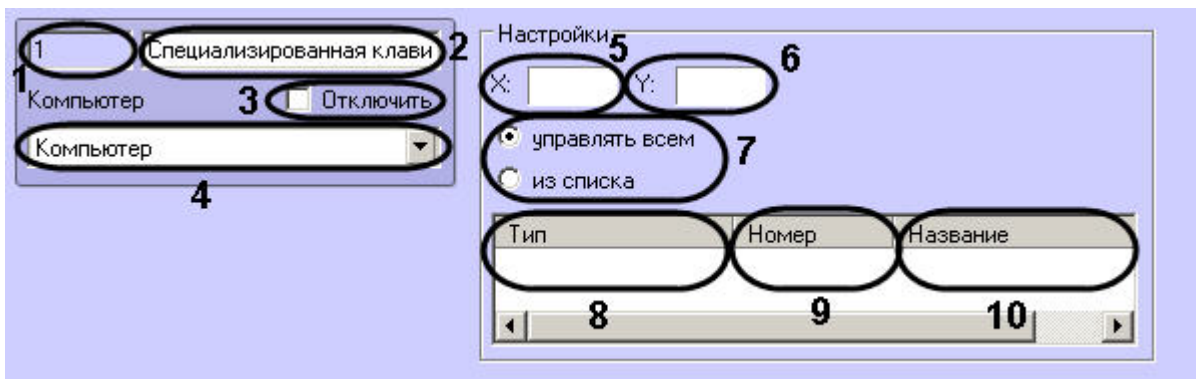 1 Специализированная клави 2
1
Компьютер 3 Отключить
Компьютер
4
Настройки
5 6
X: Y:
управлять всем
7
из списка
Тип Номер Название
8 9 10